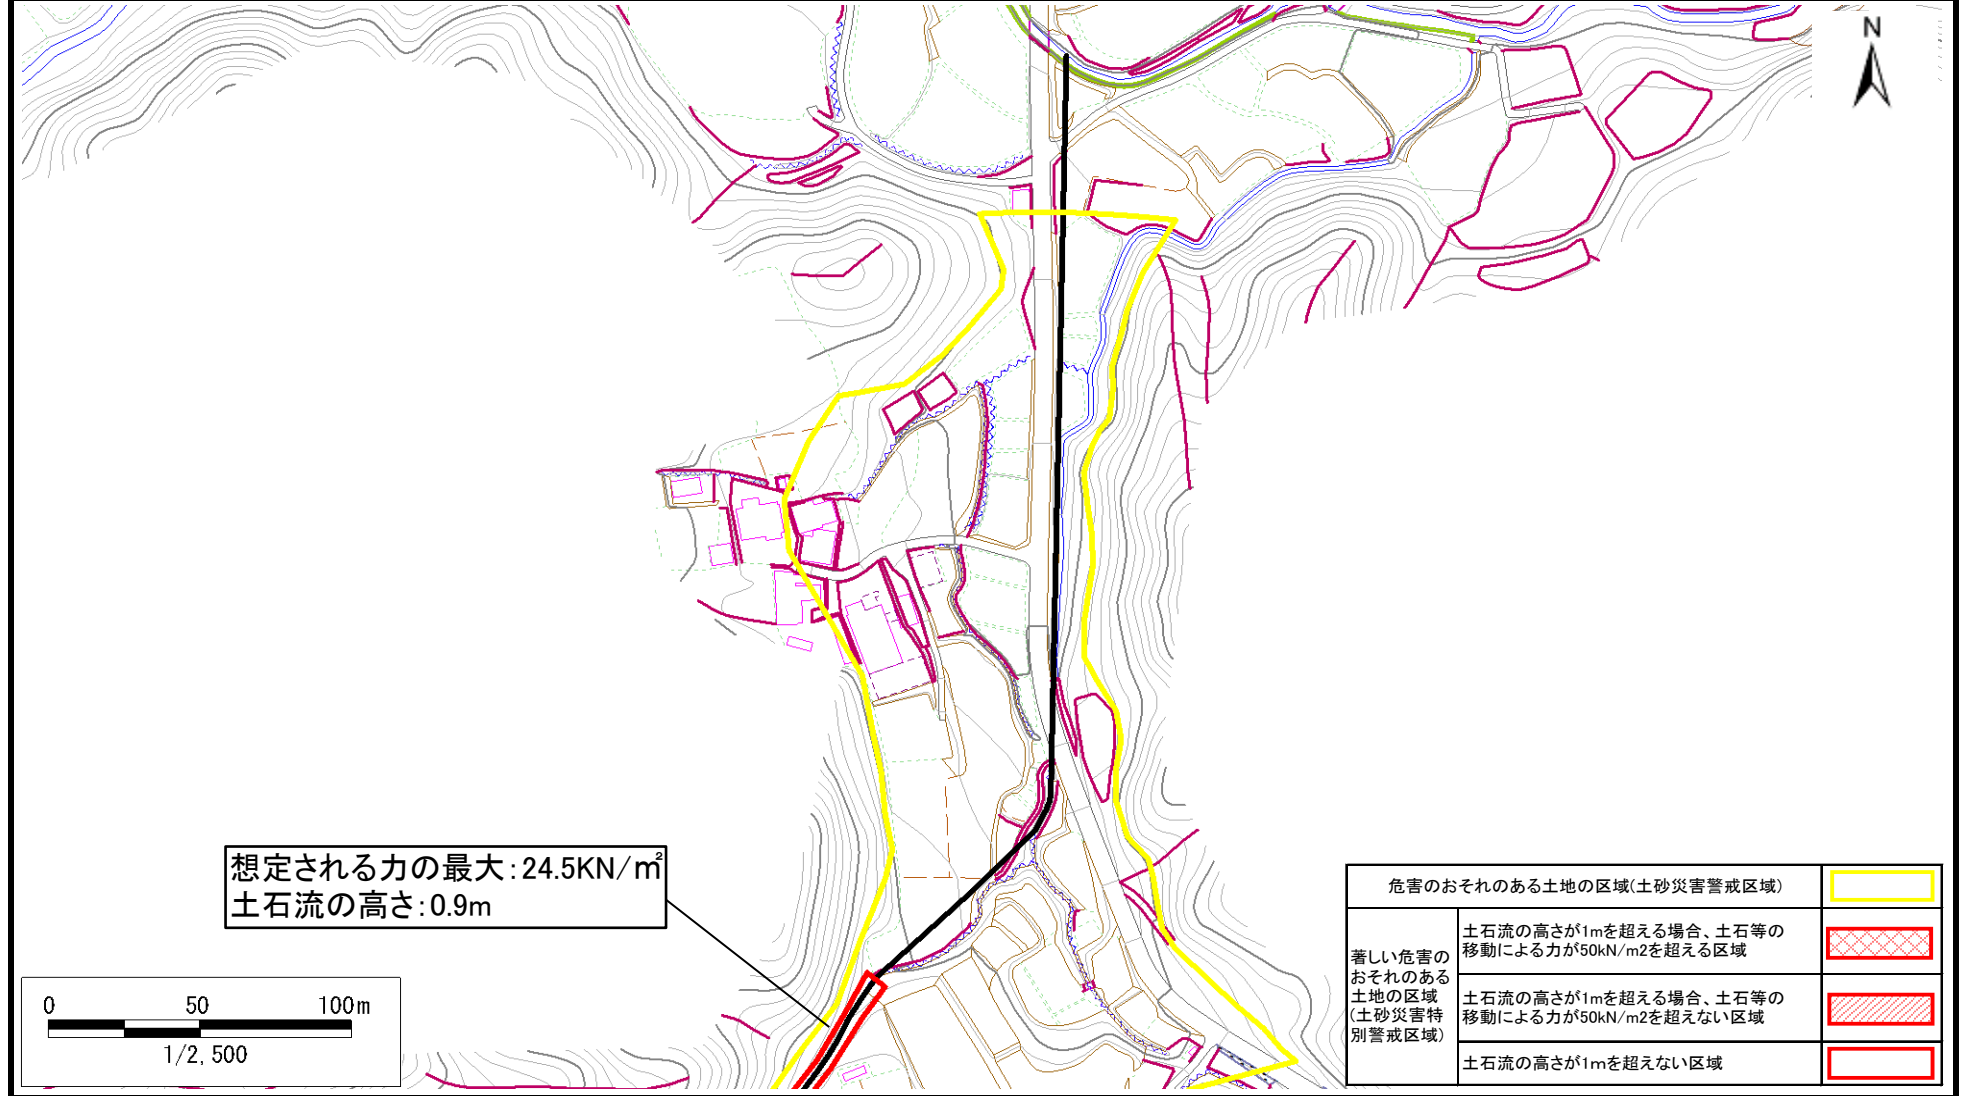 N
想定される力の最大:24.5KN/㎡
土石流の高さ:0.9m
0 50 100m
1/2,500
危害のおそれのある土地の区域(土砂災害警戒区域)
著しい危害の
おそれのある
土地の区域
(土砂災害特
別警戒区域)
土石流の高さが1mを超える場合、土石等の
移動による力が50kN/m2を超える区域
土石流の高さが1mを超える場合、土石等の
移動による力が50kN/m2を超えない区域
土石流の高さが1mを超えない区域